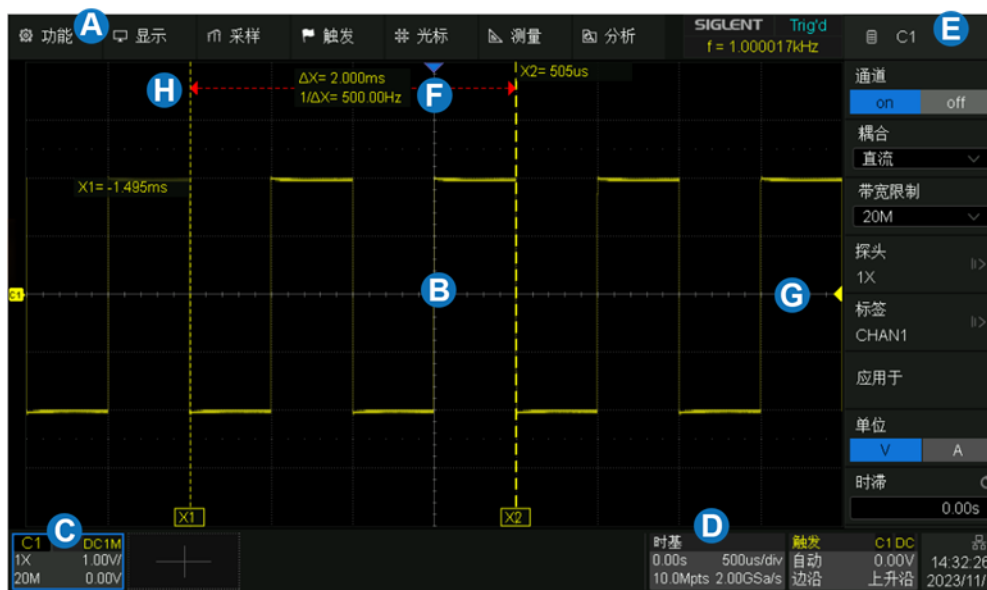 功能 A 显示 采样 触发 光标 测量 分析
SIGLENT Trig'd
f = 1.000017kHz
C1 E
H
ΔX= 2.000ms
1/ΔX= 500.00Hz
F
X2= 505us
X1= -1.495ms
C1
B
G
X1
X2
通道
on off
耦合
直流
带宽限制
20M
探头
1X
标签
CHAN1
应用于
单位
V A
时滞
0.00s
C
C1 DC1M
1X 1.00V/
20M 0.00V
D
时基
0.00s 500us/div
10.0Mpts 2.00GSa/s
触发 C1 DC
自动 0.00V
边沿 上升沿
14:32:26
2023/11/